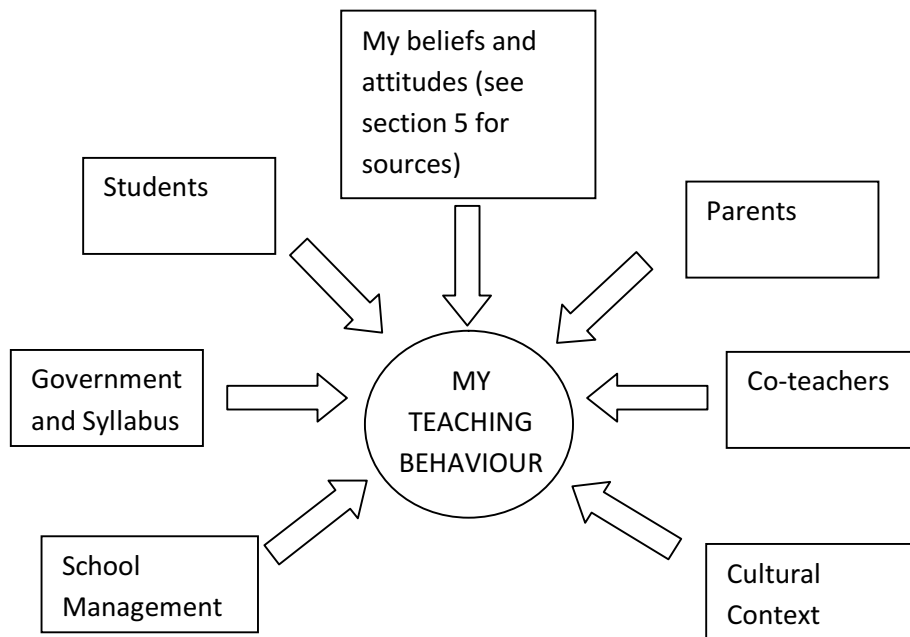 My beliefs and
attitudes (see
section 5 for
sources)
Students
Parents
Government
and Syllabus
MY
TEACHING
BEHAVIOUR
Co-teachers
School
Management
Cultural
Context